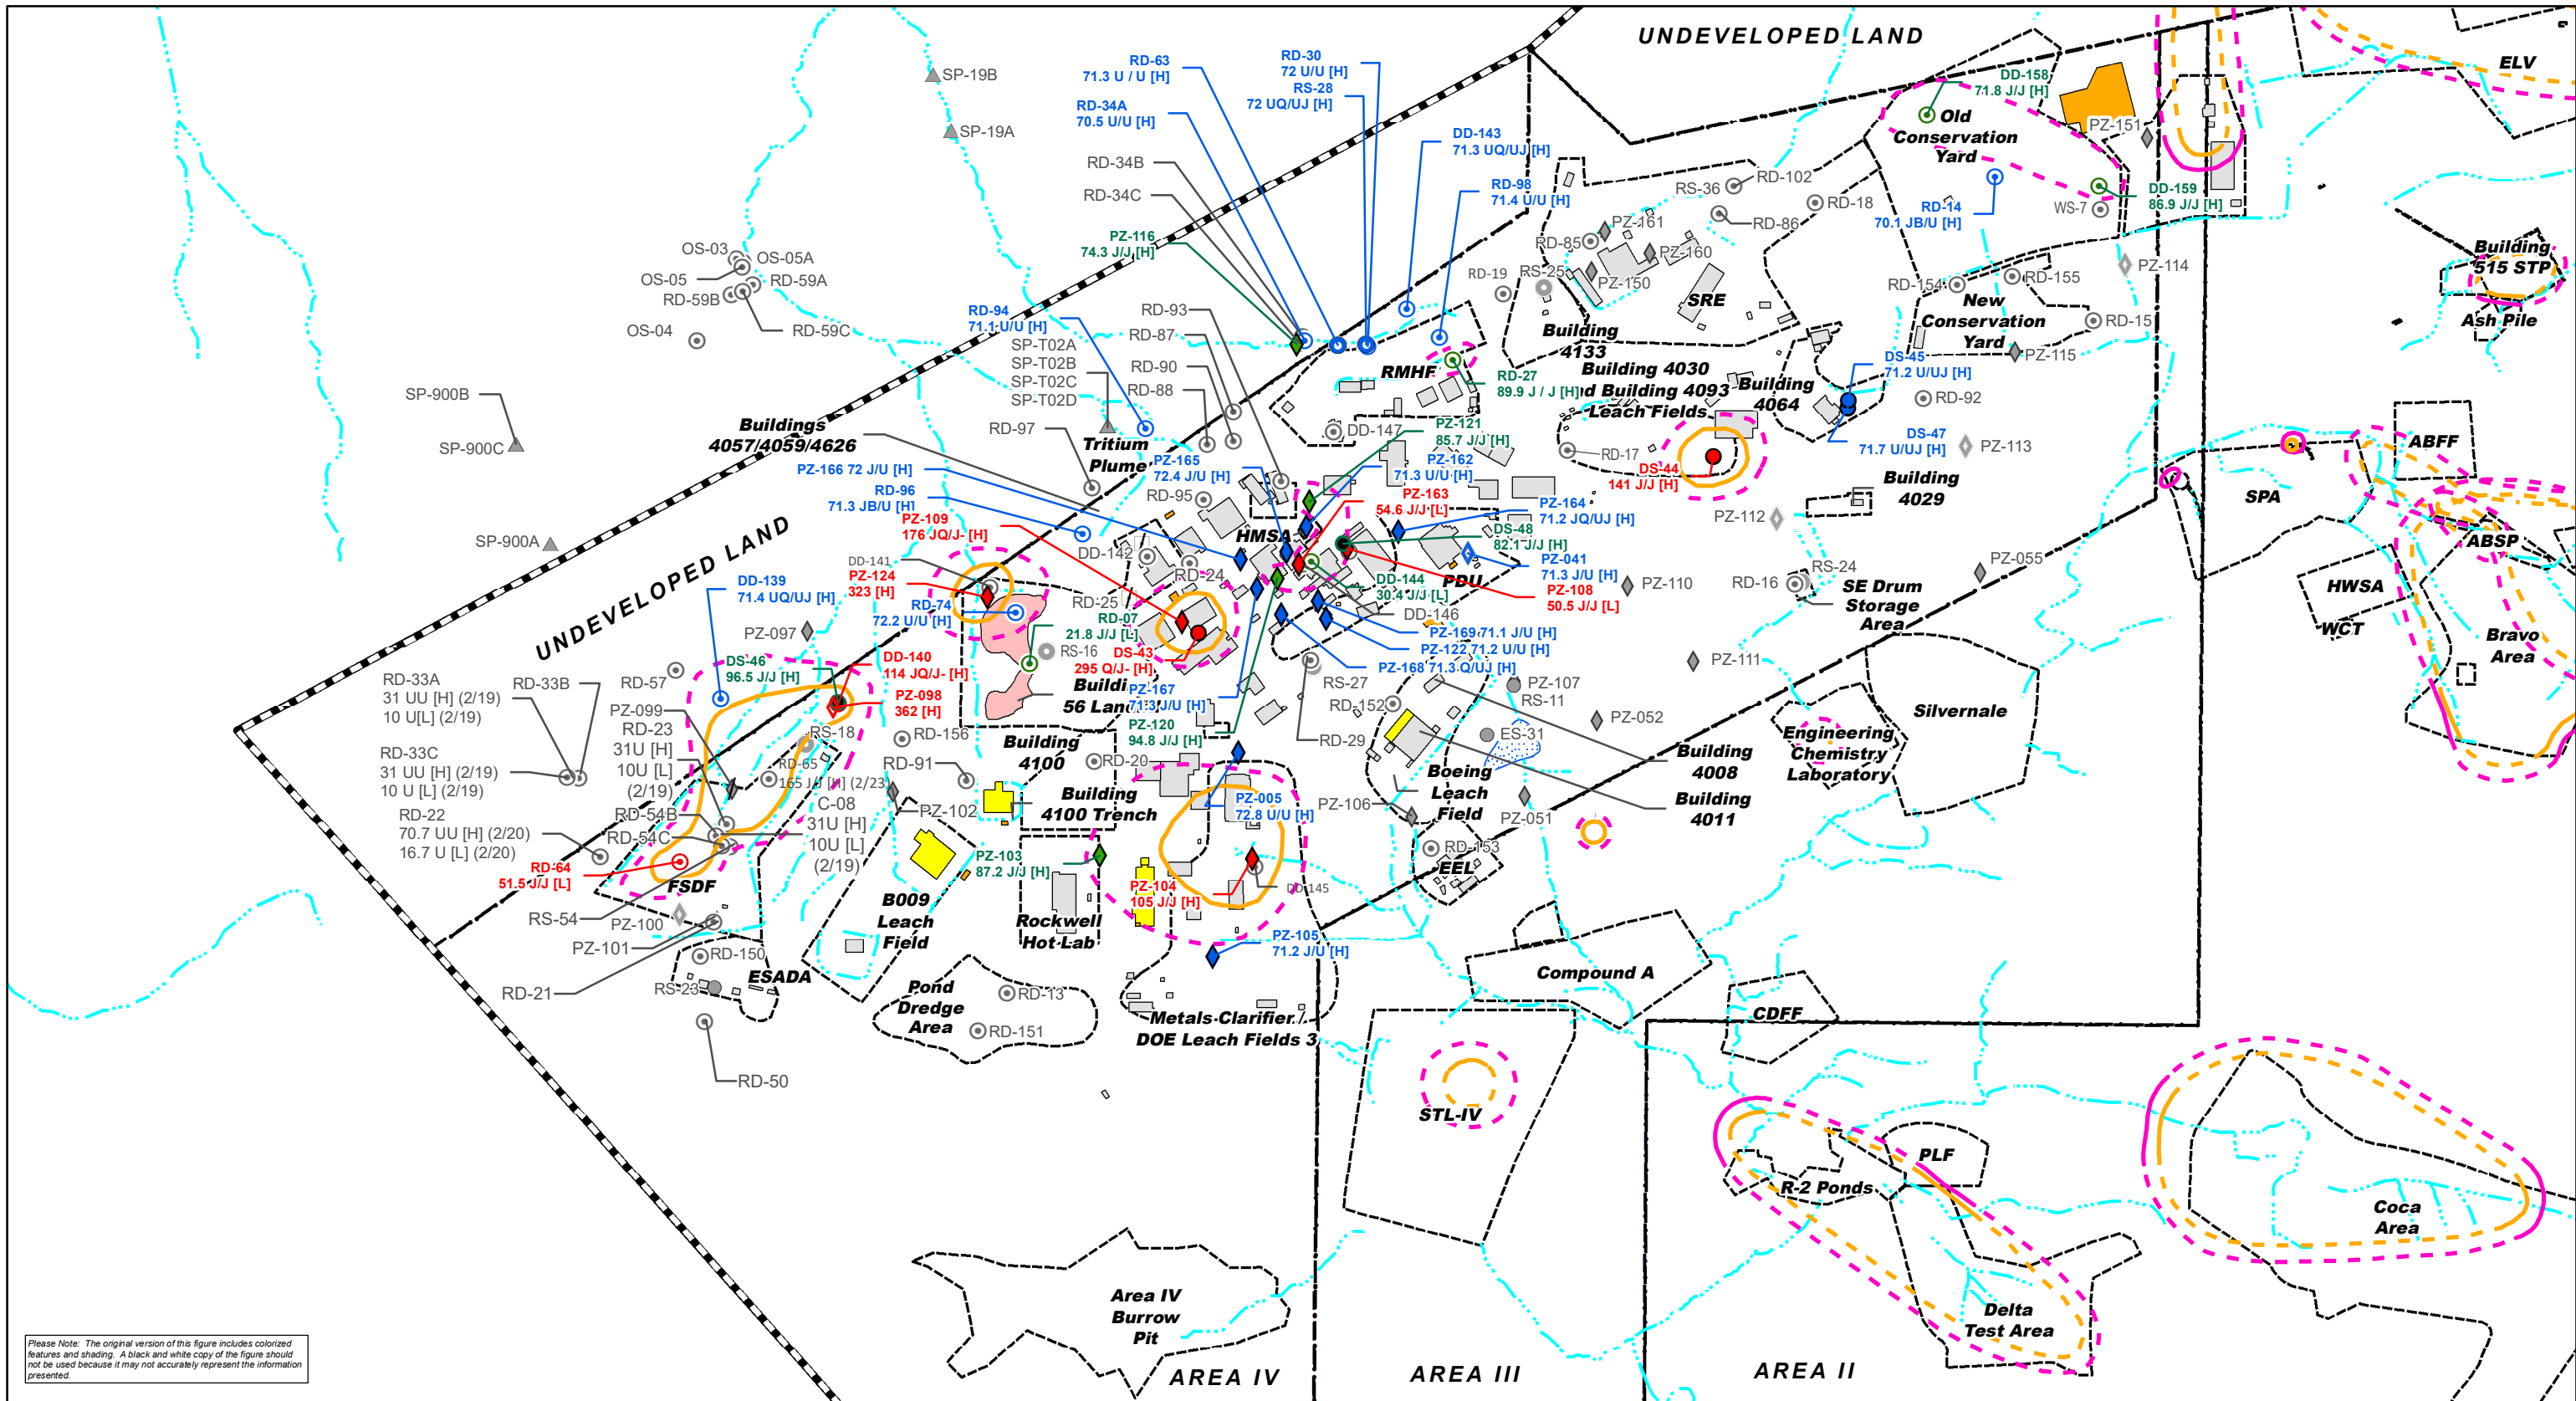 UNDEVELOPED LAND
ELV
SP-19B
SP-19A
RD-63
71.3 U / U [H]
RD-34A
70.5 U/U [H]
RD-34B
RD-34C
PZ-116
74.3 J/J [H]
RD-30
72 U/U [H]
RS-28
72 UQ/UJ [H]
DD-143
71.3 UQ/UJ [H]
RD-98
71.4 U/U [H]
DD-158
71.8 J/J [H]
Old
Conservation
Yard
PZ-151
DD-159
86.9 J/J [H]
WS-7
RD-14
70.1 JB/U [H]
RS-36
RD-102
RD-18
RD-86
PZ-161
RD-85
PZ-160
RD-19
RS-25
PZ-150
SRE
Building
4133
PZ-114
RD-154
RD-155
New
Conservation
Yard
RD-15
PZ-115
Building
515 STP
Ash Pile
OS-03
OS-05A
OS-05
RD-59A
RD-59B
RD-59C
OS-04
RD-94
71.1 U/U [H]
SP-T02A
SP-T02B
SP-T02C
SP-T02D
RD-93
RD-87
RD-90
RD-88
RD-97
RMHF
RD-27
89.9 J / J [H]
Building 4030
nd Building 4093
Leach Fields
Building
4064
DS-45
71.2 U/UJ [H]
RD-92
DS-47
71.7 U/UJ [H]
PZ-113
SP-900B
SP-900C
SP-900A
Buildings
4057/4059/4626
Tritium
Plume
DD-147
PZ-121
85.7 J/J [H]
RD-17
DS-44
141 J/J [H]
ABFF
SPA
Building
4029
PZ-112
PZ-166 72 J/U [H]
PZ-165
72.4 J/U [H]
PZ-162
71.3 U/U [H]
RD-96
71.3 JB/U [H]
RD-95
PZ-163
54.6 J/J [L]
PZ-164
71.2 JQ/UJ [H]
PZ-109
176 JQ/J- [H]
HMSA
DS-48
82.1 J/J [H]
PZ-041
71.3 J/U [H]
PDU
UNDEVELOPED LAND
DD-142
RD-24
DD-141
PZ-124
323 [H]
DD-139
71.4 UQ/UJ [H]
RD-74
72.2 U/U [H]
RD-25
RD-07
21.8 J/J [L]
RS-16
DS-43
295 Q/J- [H]
DD-144
30.4 J/J [L]
DD-146
PZ-108
50.5 J/J [L]
PZ-110
PZ-055
RS-24
RD-16
SE Drum
Storage
Area
ABSP
HWSA
WCT
Bravo
Area
PZ-169 71.1 J/U [H]
PZ-122 71.2 U/U [H]
PZ-168 71.3 Q/UJ [H]
PZ-111
PZ-097
DS-46
96.5 J/J [H]
DD-140
114 JQ/J- [H]
PZ-098
362 [H]
RD-57
RD-33A
31 UU [H] (2/19)
10 U[L] (2/19)
RD-33B
PZ-099
RD-23
31U [H]
10U [L]
(2/19)
RD-33C
31 UU [H] (2/19)
10 U [L] (2/19)
RS-18
RD-65
165 J/J [H] (2/23)
RD-22
70.7 UU [H] (2/20)
16.7 U [L] (2/20)
RD-54B
RD-54C
C-08
31U [H]
10U [L]
(2/19)
RD-64
51.5 J/J [L]
FSDF
RS-54
PZ-100
PZ-101
RD-21
RD-150
RS-23
ESADA
RD-50
Buildi
56 Lan
PZ-167
71.3 J/U [H]
PZ-120
94.8 J/J [H]
RD-156
RD-91
PZ-102
Building
4100
RD-20
Building
4100 Trench
PZ-103
87.2 J/J [H]
B009
Leach
Field
Rockwell
Hot Lab
PZ-005
72.8 U/U [H]
PZ-104
105 J/J [H]
DD-145
PZ-105
71.2 J/U [H]
RS-27
RD-29
RD-152
PZ-107
RS-11
ES-31
PZ-052
PZ-051
Boeing
Leach
Field
PZ-106
RD-153
EEL
Building
4008
Building
4011
Silvernale
Engineering
Chemistry
Laboratory
Pond
Dredge
Area
RD-13
RD-151
Metals Clarifier /
DOE Leach Fields 3
Compound A
CDFF
STL-IV
PLF
R-2 Ponds
Coca
Area
Delta
Test Area
Area IV
Burrow
Pit
AREA IV
AREA III
AREA II
Please Note: The original version of this figure includes colorized
features and shading. A black and white copy of the figure should
not be used because it may not accurately represent the information
presented.